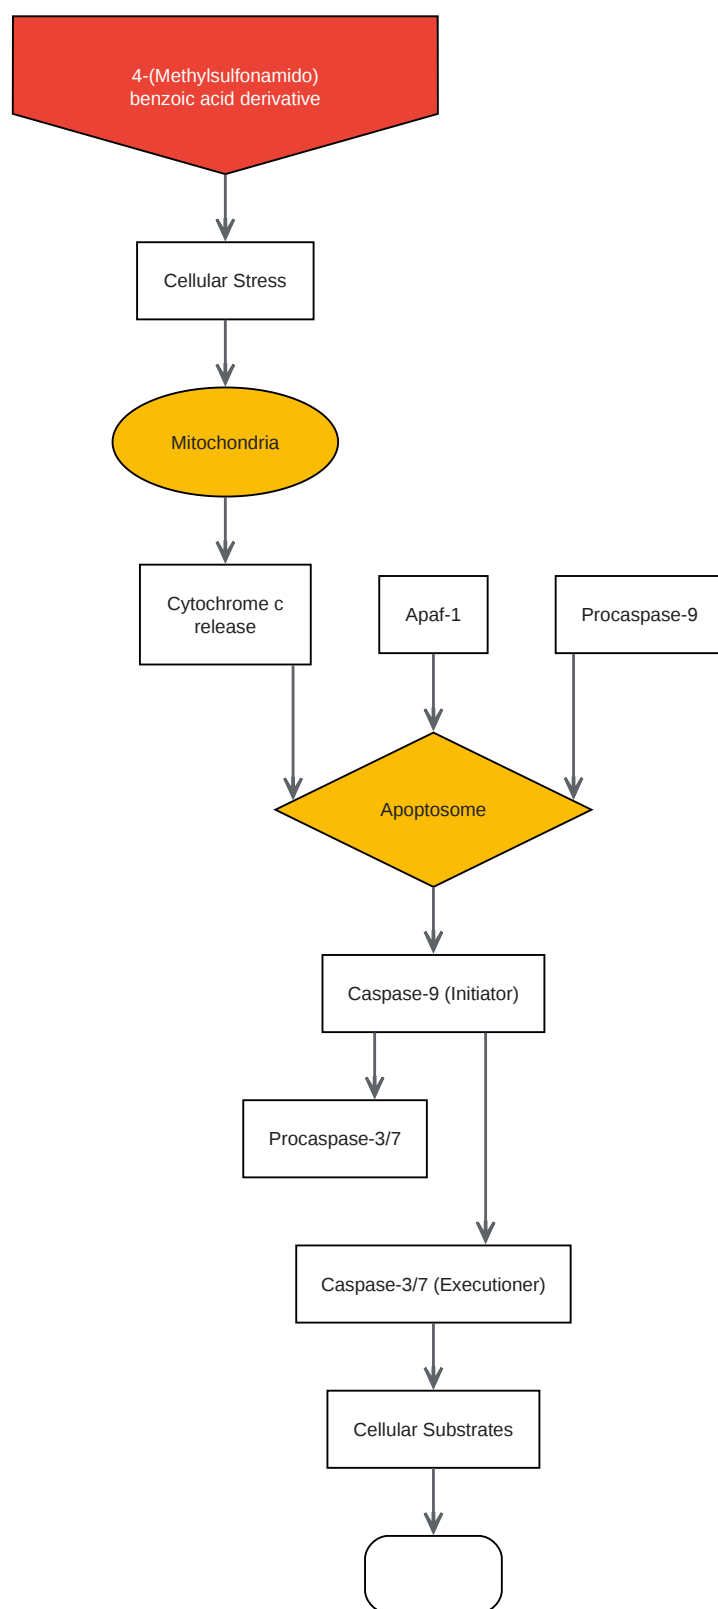 4-(Methylsulfonamido)
benzoic acid derivative
Cellular Stress
Mitochondria
Cytochrome c
release
Apaf-1
Procaspase-9
Apoptosome
Caspase-9 (Initiator)
Procaspase-3/7
Caspase-3/7 (Executioner)
Cellular Substrates